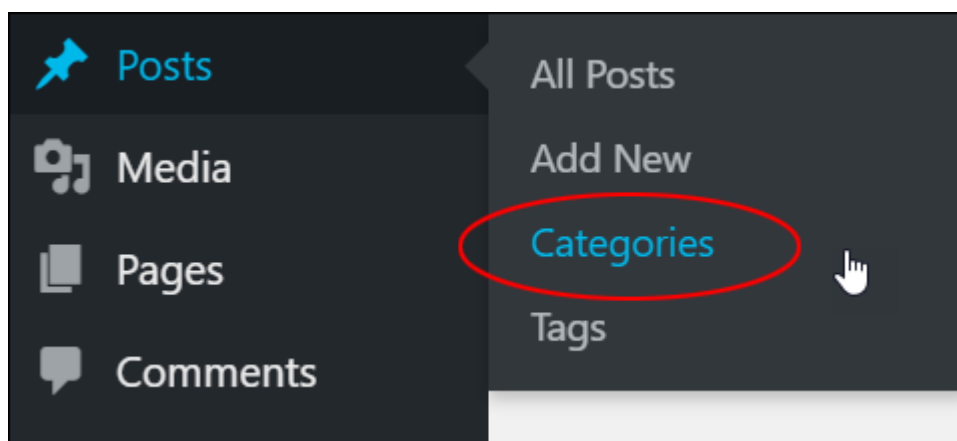 Posts
Media
Pages
Comments
All Posts
Add New
Categories
Tags